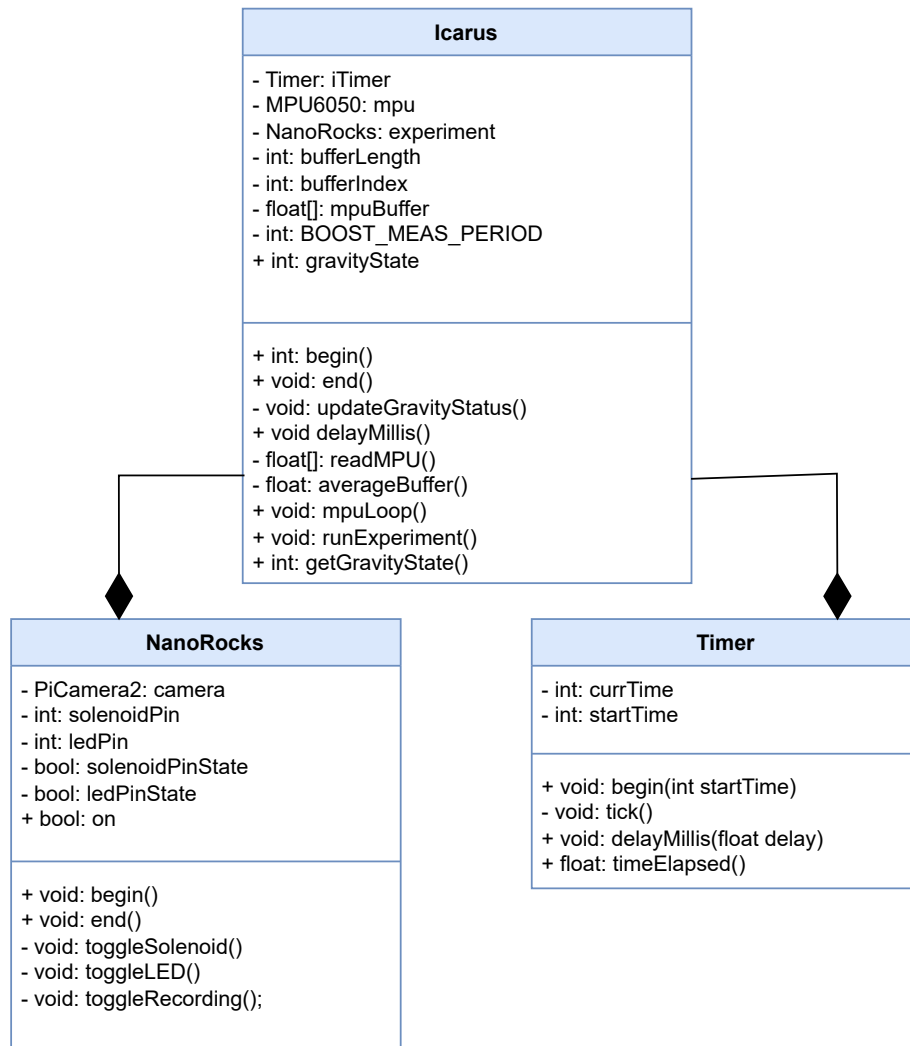 Icarus
- Timer: iTimer
- MPU6050: mpu
- NanoRocks: experiment
- int: bufferLength
- int: bufferIndex
- float[]: mpuBuffer
- int: BOOST_MEAS_PERIOD
+ int: gravityState
+ int: begin()
+ void: end()
- void: updateGravityStatus()
+ void delayMillis()
- float[]: readMPU()
- float: averageBuffer()
+ void: mpuLoop()
+ void: runExperiment()
+ int: getGravityState()
NanoRocks
- PiCamera2: camera
- int: solenoidPin
- int: ledPin
- bool: solenoidPinState
- bool: ledPinState
+ bool: on
+ void: begin()
+ void: end()
- void: toggleSolenoid()
- void: toggleLED()
- void: toggleRecording();
Timer
- int: currTime
- int: startTime
+ void: begin(int startTime)
- void: tick()
+ void: delayMillis(float delay)
+ float: timeElapsed()